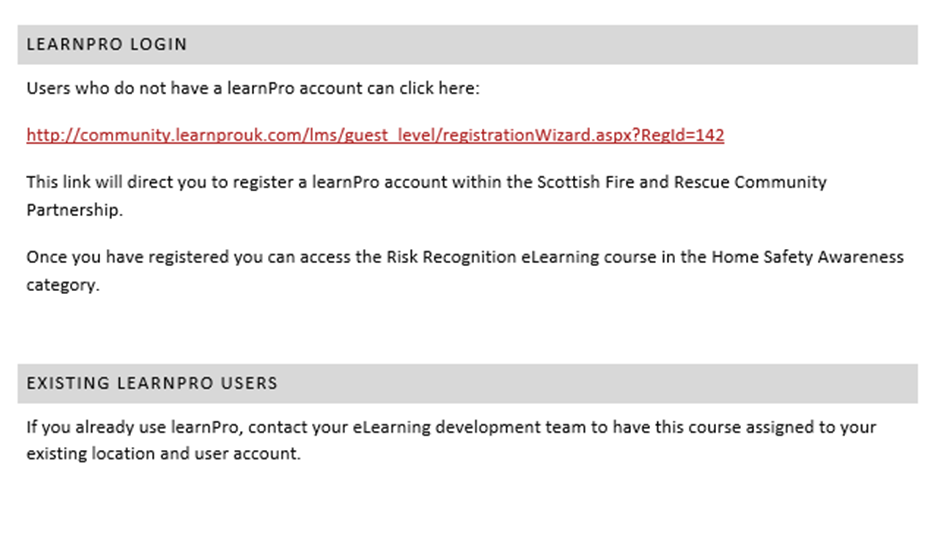 LEARNPRO LOGIN
Users who do not have a learnPro account can click here:
http://community.learnprouk.com/lms/guest_level/registrationWizard.aspx?RegId=142
This link will direct you to register a learnPro account within the Scottish Fire and Rescue Community
Partnership.
Once you have registered you can access the Risk Recognition eLearning course in the Home Safety Awareness
category.
EXISTING LEARNPRO USERS
If you already use learnPro, contact your eLearning development team to have this course assigned to your
existing location and user account.